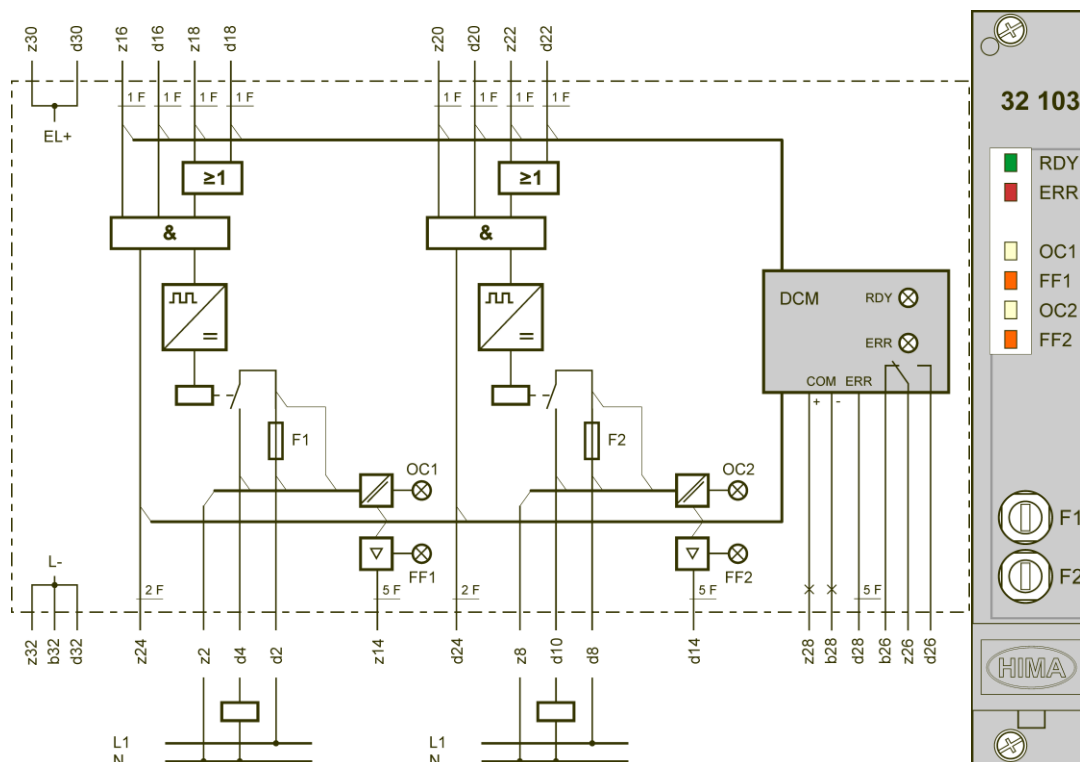 z30 d30 z16 d16 z18 d18 z20 d20 z22 d22
1 F 1 F 1 F 1 F 1 F 1 F 1 F 1 F
EL+
≥1 ≥1
& &
= =
DCM RDY
ERR
COM ERR
+ -
F1 F2
OC1 OC2
FF1 FF2
L-
2 F 5 F 2 F 5 F 5 F
z32 b32 d32 z24 z2 d4 d2 z14 d24 z8 d10 d8 d14 z28 b28 d28 b26 z26 d26
L1 L1
N N
32 103
RDY
ERR
OC1
FF1
OC2
FF2
F1
F2
HIMA